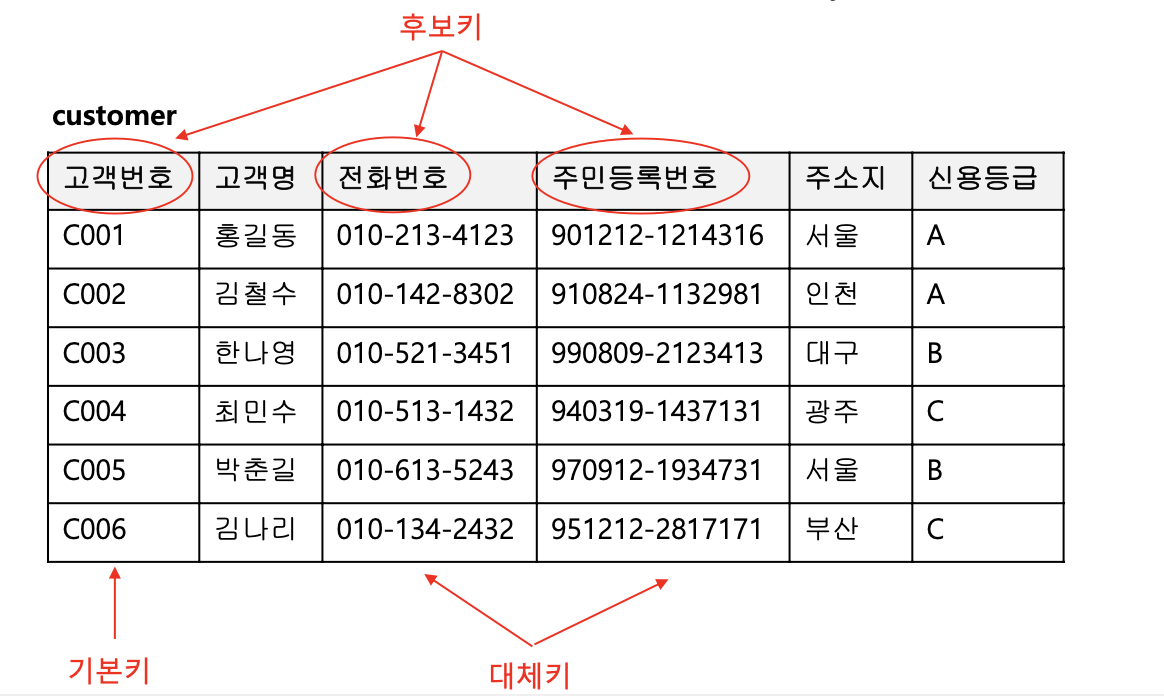 후보키
customer
고객번호 고객명 전화번호 주민등록번호 주소지 신용등급
C001 홍길동 010-213-4123 901212-1214316 서울 A
C002 김철수 010-142-8302 910824-1132981 인천 A
C003 한나영 010-521-3451 990809-2123413 대구 B
C004 최민수 010-513-1432 940319-1437131 광주 C
C005 박춘길 010-613-5243 970912-1934731 서울 B
C006 김나리 010-134-2432 951212-2817171 부산 C
기본키 대체키